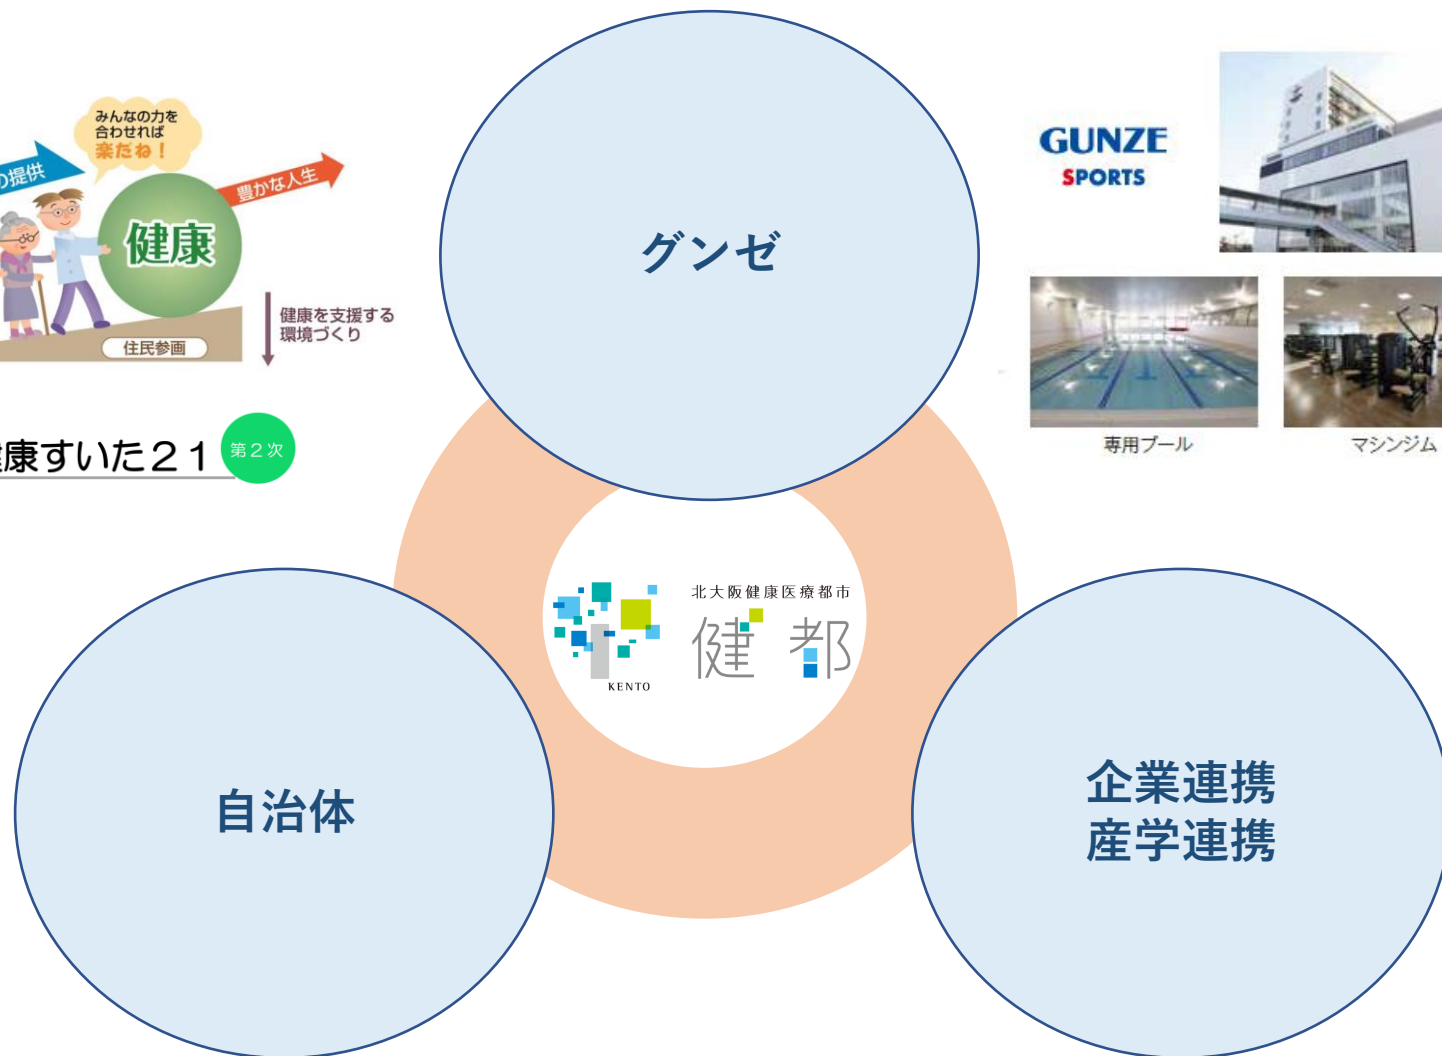 みんなの力を
合わせれば
楽だね！
の提供
豊かな人生
健康
健康を支援する
環境づくり
住民参画
康すいた２１
第２次
グンゼ
GUNZE
SPORTS
専用プール
マシンジム
北大阪健康医療都市
健都
KENTO
自治体
企業連携
産学連携